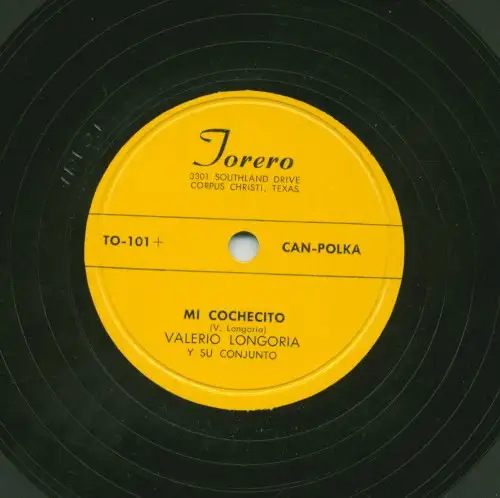 Torero
3301 SOUTHLAND DRIVE
CORPUS CHRISTI, TEXAS
TO-101+ CAN-POLKA
MI COCHECITO
(V. Longoria)
VALERIO LONGORIA
Y SU CONJUNTO